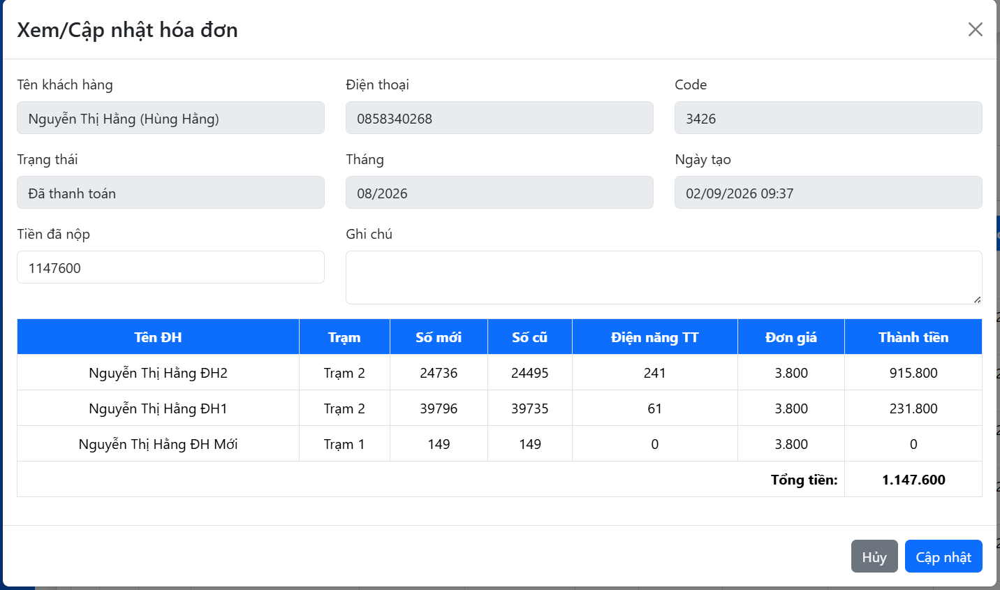 Xem/Cập nhật hóa đơn
Tên khách hàng
Điện thoại
Code
Nguyễn Thị Hằng (Hùng Hằng)
0858340268
3426
Trạng thái
Tháng
Ngày tạo
Đã thanh toán
08/2026
02/09/2026 09:37
Tiền đã nộp
Ghi chú
1147600
Tên ĐH Trạm Số mới Số cũ Điện năng TT Đơn giá Thành tiền
Nguyễn Thị Hằng ĐH2 Trạm 2 24736 24495 241 3.800 915.800
Nguyễn Thị Hằng ĐH1 Trạm 2 39796 39735 61 3.800 231.800
Nguyễn Thị Hằng ĐH Mới Trạm 1 149 149 0 3.800 0
Tổng tiền: 1.147.600
Hủy
Cập nhật